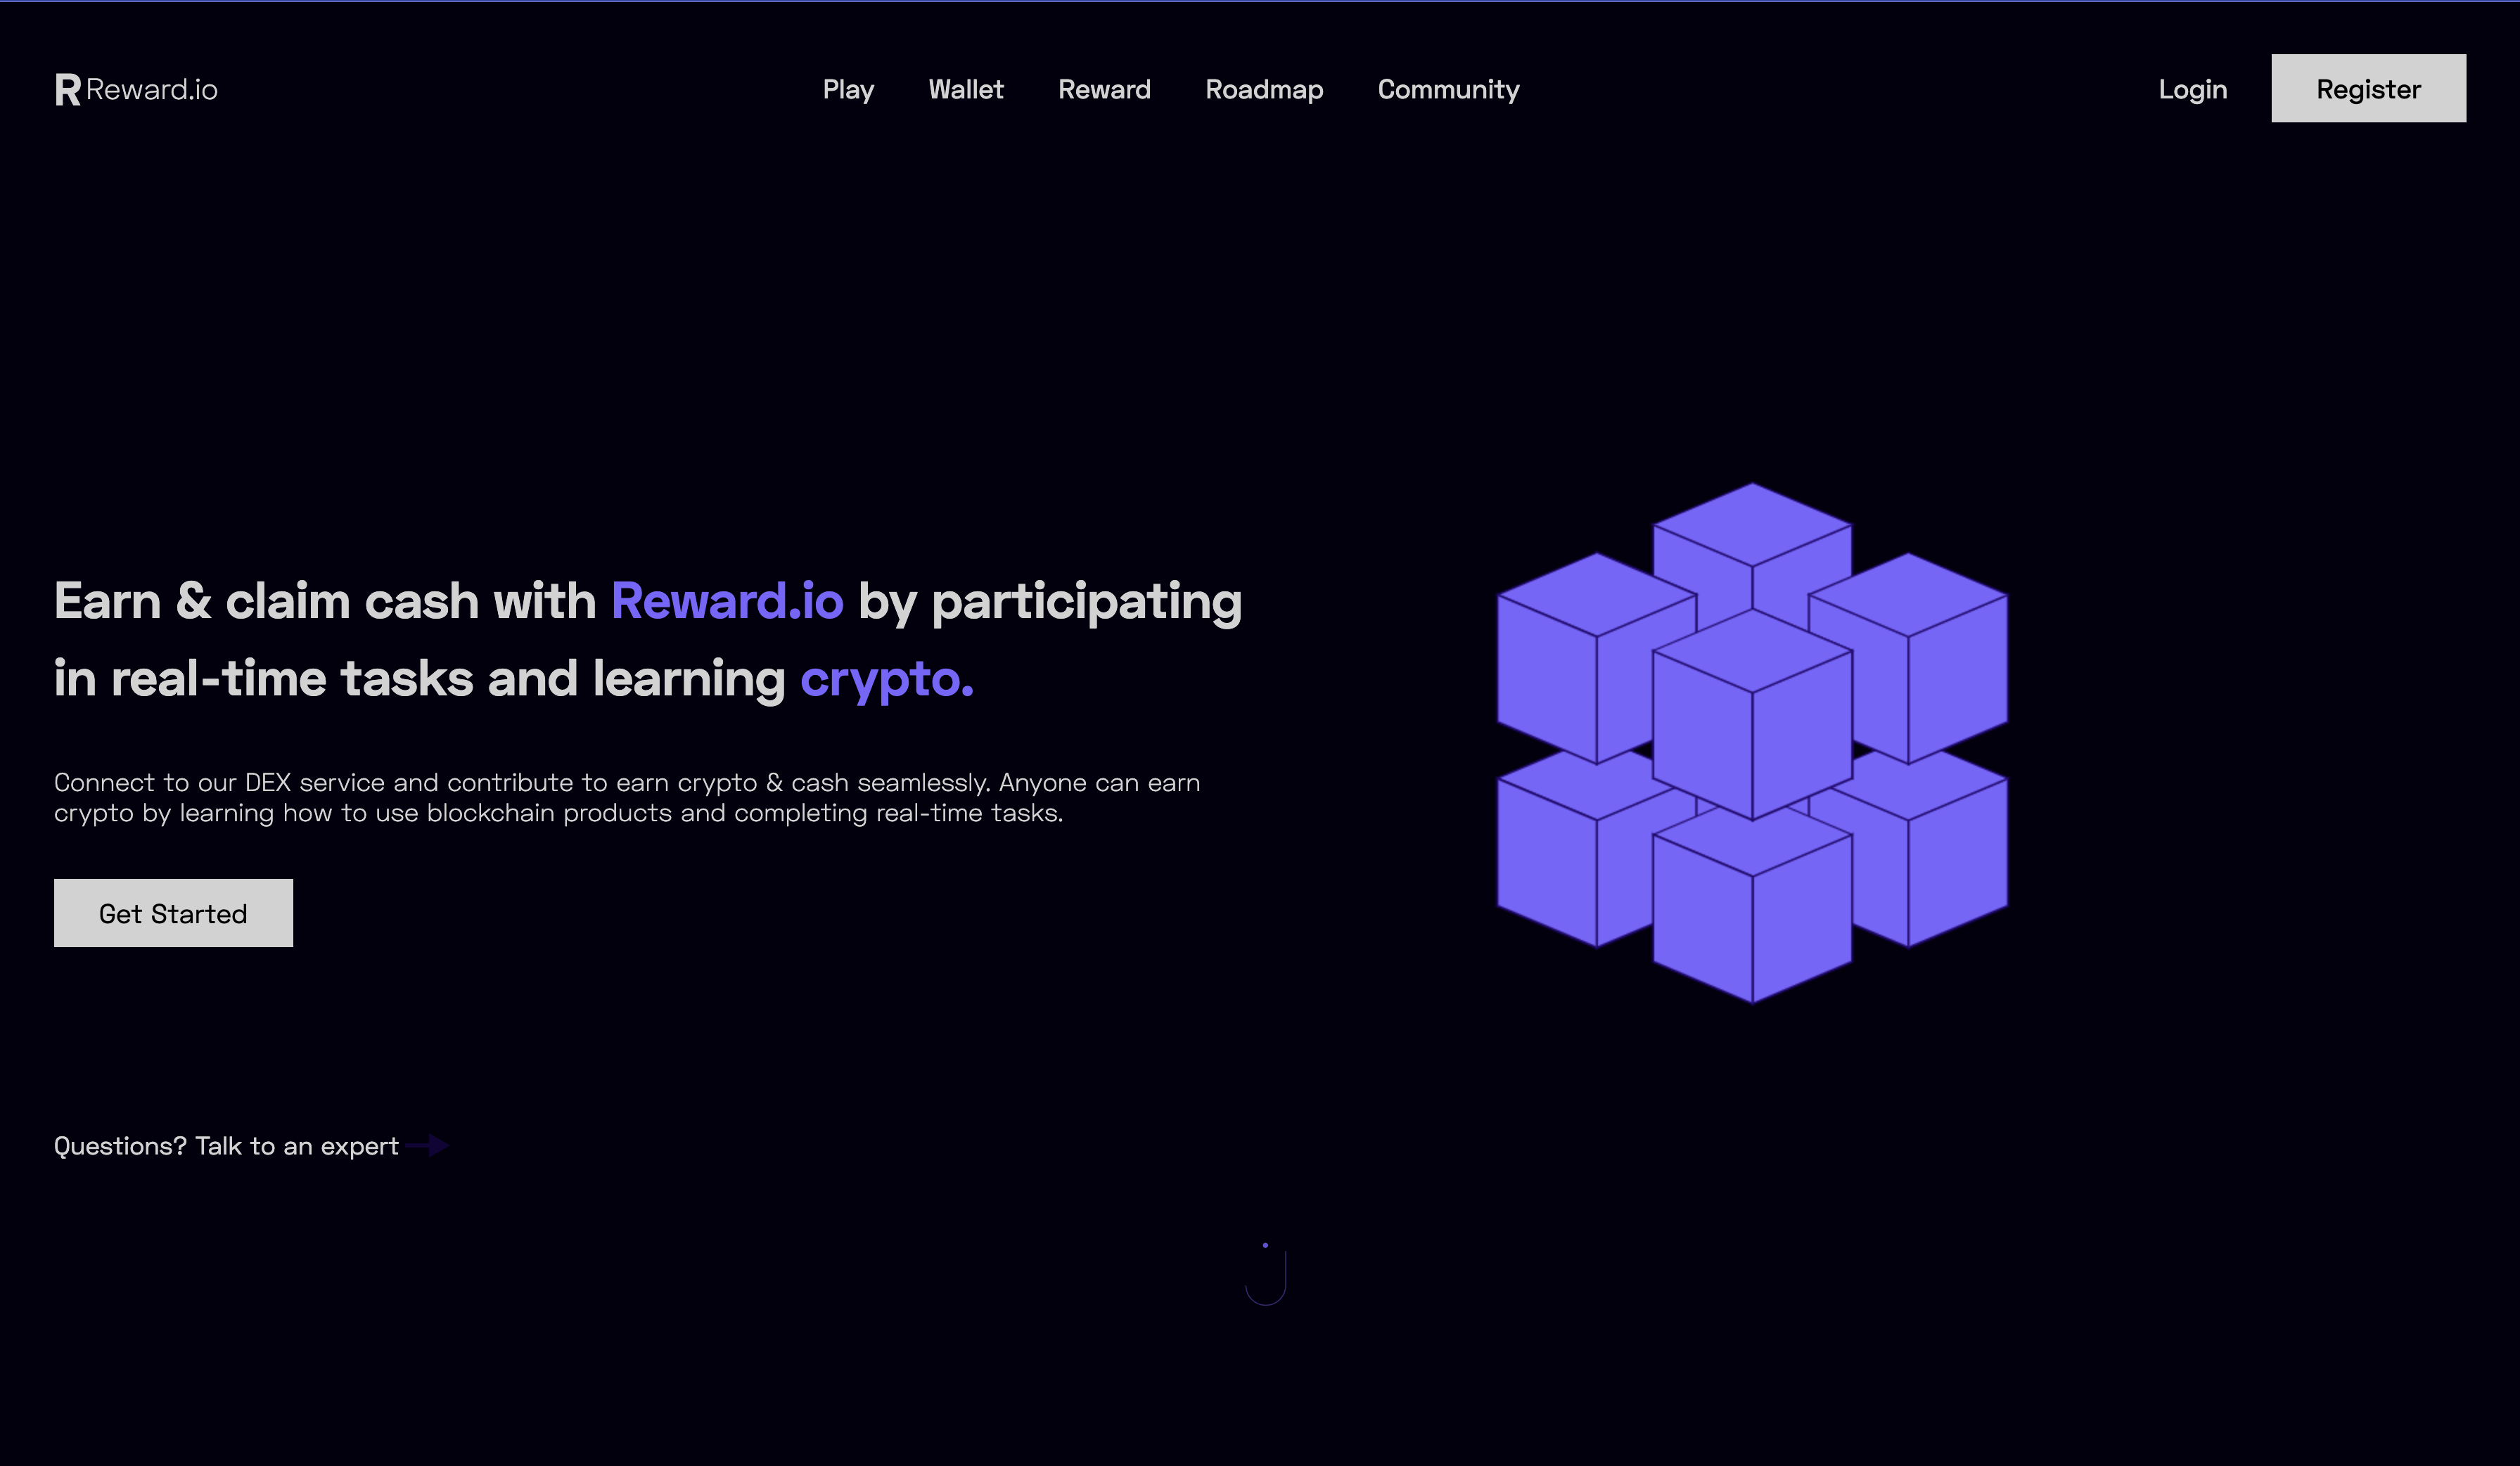 R Reward.io
Play Wallet Reward Roadmap Community
Login Register
Earn & claim cash with Reward.io by participating
in real-time tasks and learning crypto.
Connect to our DEX service and contribute to earn crypto & cash seamlessly. Anyone can earn
crypto by learning how to use blockchain products and completing real-time tasks.
Get Started
Questions? Talk to an expert